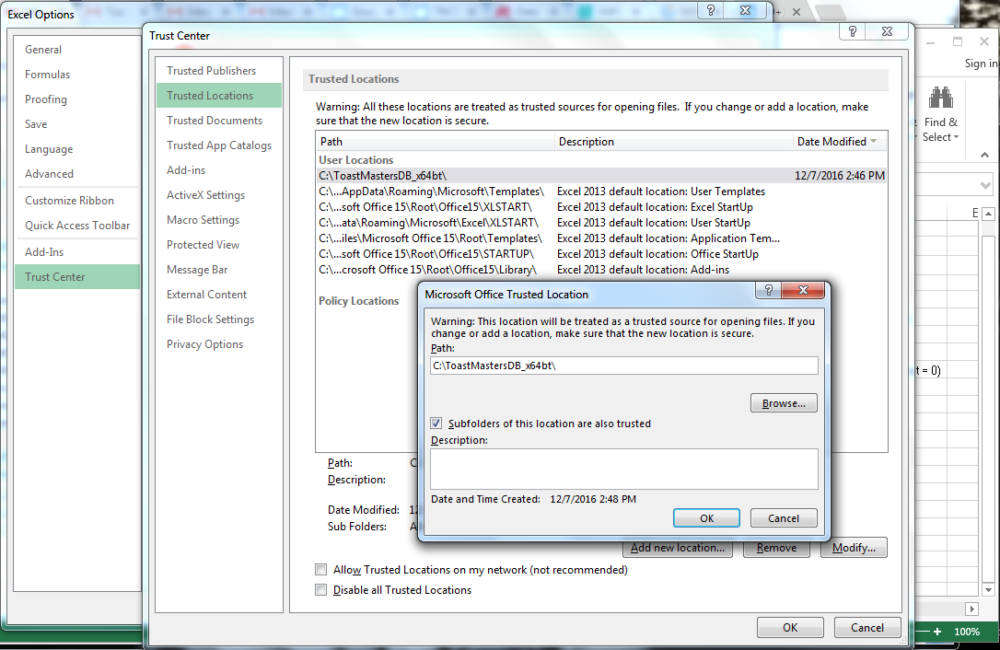 Excel Options
General
Formulas
Proofing
Save
Language
Advanced
Customize Ribbon
Quick Access Toolbar
Add-Ins
Trust Center
Trust Center
Trusted Publishers
Trusted Locations
Trusted Documents
Trusted App Catalogs
Add-ins
ActiveX Settings
Macro Settings
Protected View
Message Bar
External Content
File Block Settings
Privacy Options
Trusted Locations
Warning: All these locations are treated as trusted sources for opening files. If you change or add a location, make
sure that the new location is secure.
Path Description Date Modified
User Locations
C:\ToastMastersDB_x64bt\ 12/7/2016 2:46 PM
C:\...AppData\Roaming\Microsoft\Templates\ Excel 2013 default location: User Templates
C:\...soft Office 15\Root\Office15\XLSTART\ Excel 2013 default location: Excel StartUp
C:\...ata\Roaming\Microsoft\Excel\XLSTART\ Excel 2013 default location: User StartUp
C:\...iles\Microsoft Office 15\Root\Templates\ Excel 2013 default location: Application Tem...
C:\...soft Office 15\Root\Office15\STARTUP\ Excel 2013 default location: Office StartUp
C:\...crosoft Office 15\Root\Office15\Library\ Excel 2013 default location: Add-ins
Policy Locations
Path: C
Description:
Date Modified: 12
Sub Folders: A
Add new location... Remove Modify...
Allow Trusted Locations on my network (not recommended)
Disable all Trusted Locations
OK Cancel
Microsoft Office Trusted Location
Warning: This location will be treated as a trusted source for opening files. If you
change or add a location, make sure that the new location is secure.
Path:
C:\ToastMastersDB_x64bt\
Browse...
Subfolders of this location are also trusted
Description:
Date and Time Created: 12/7/2016 2:48 PM
OK Cancel
Sign in
Find &
Select
E
t = 0)
100%